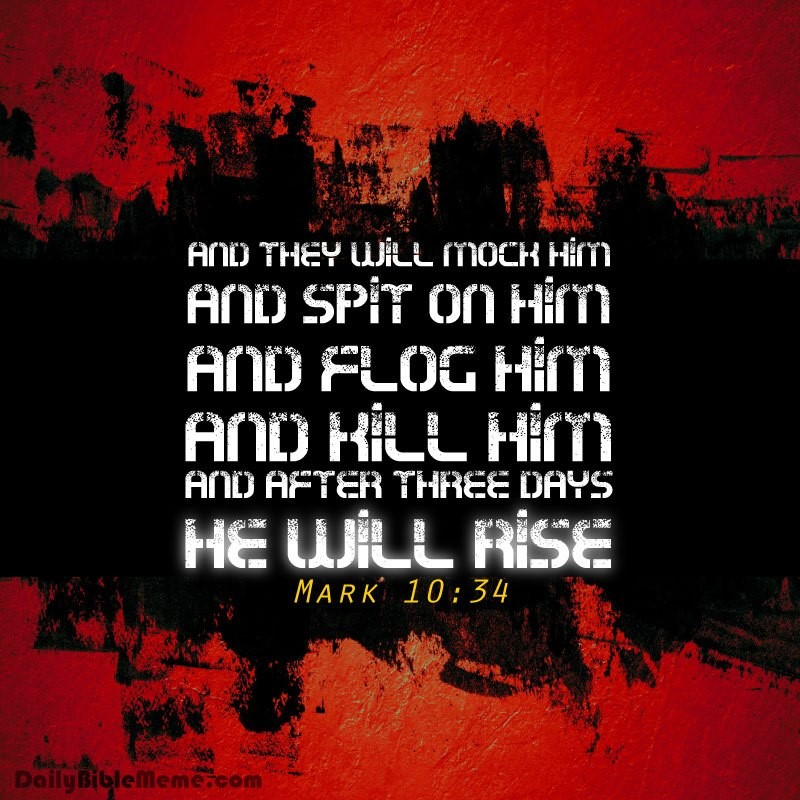 AND THEY WILL MOCK HIM
AND SPIT ON HIM
AND FLOG HIM
AND KILL HIM
AND AFTER THREE DAYS
HE WILL RISE
MARK 10:34
DailyBibleMeme.com